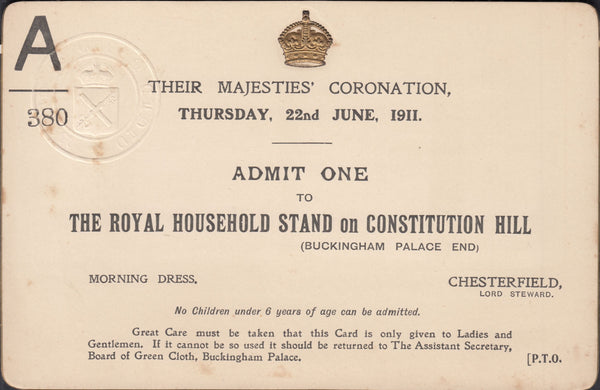 A
380
THEIR MAJESTIES' CORONATION,
THURSDAY, 22nd JUNE, 1911.
ADMIT ONE
TO
THE ROYAL HOUSEHOLD STAND on CONSTITUTION HILL
(BUCKINGHAM PALACE END)
MORNING DRESS.
CHESTERFIELD,
LORD STEWARD.
No Children under 6 years of age can be admitted.
Great Care must be taken that this Card is only given to Ladies and
Gentlemen. If it cannot be so used it should be returned to The Assistant Secretary,
Board of Green Cloth, Buckingham Palace.
[P.T.O.